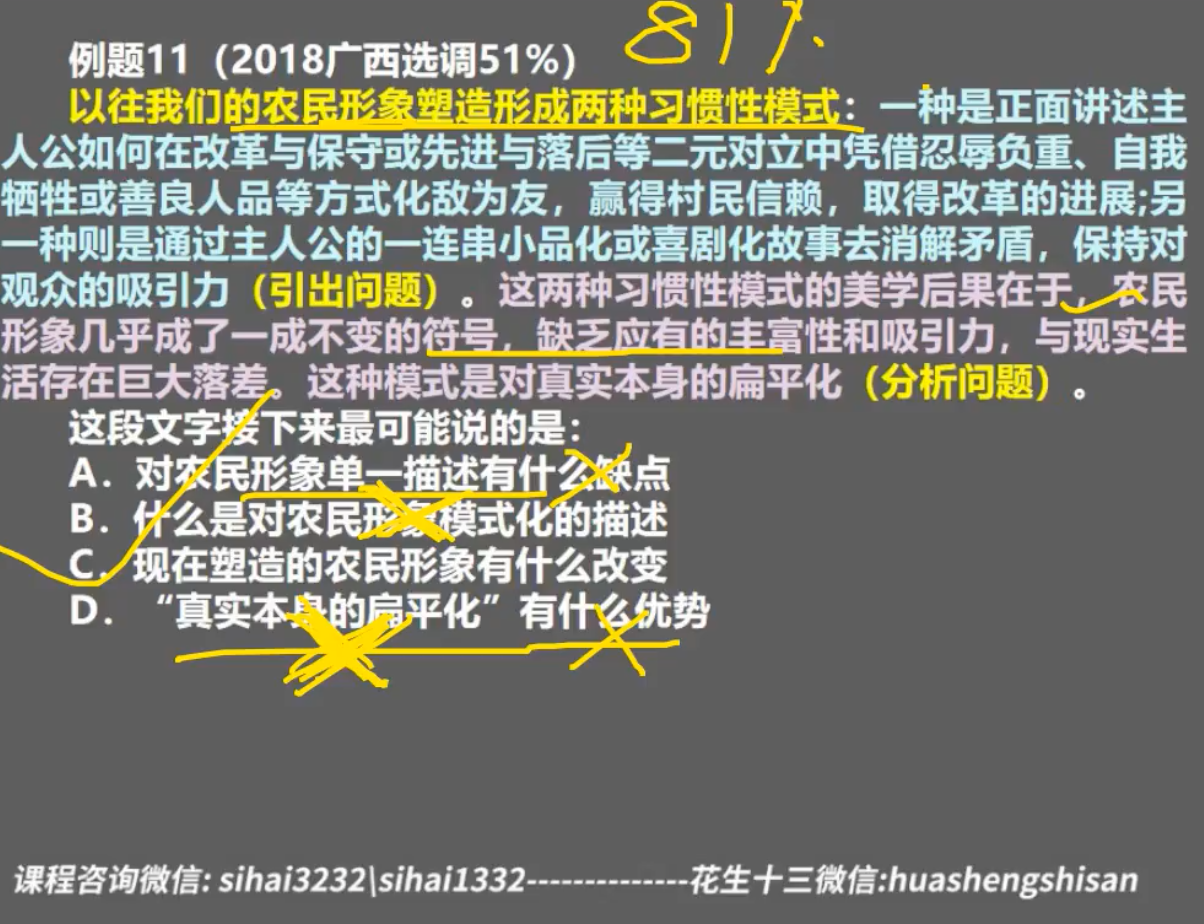 81%.
例题11（2018广西选调51%）
以往我们的农民形象塑造形成两种习惯性模式：一种是正面讲述主
人公如何在改革与保守或先进与落后等二元对立中凭借忍辱负重、自我
牺牲或善良人品等方式化敌为友，赢得村民信赖，取得改革的进展;另
一种则是通过主人公的一连串小品化或喜剧化故事去消解矛盾，保持对
观众的吸引力（引出问题）。这两种习惯性模式的美学后果在于，农民
形象几乎成了一成不变的符号，缺乏应有的丰富性和吸引力，与现实生
活存在巨大落差。这种模式是对真实本身的扁平化（分析问题）。
这段文字接下来最可能说的是：
A．对农民形象单一描述有什么缺点
B．什么是对农民形象模式化的描述
C．现在塑造的农民形象有什么改变
D．“真实本身的扁平化”有什么优势
课程咨询微信: sihai3232\sihai1332--------------花生十三微信:huashengshisan